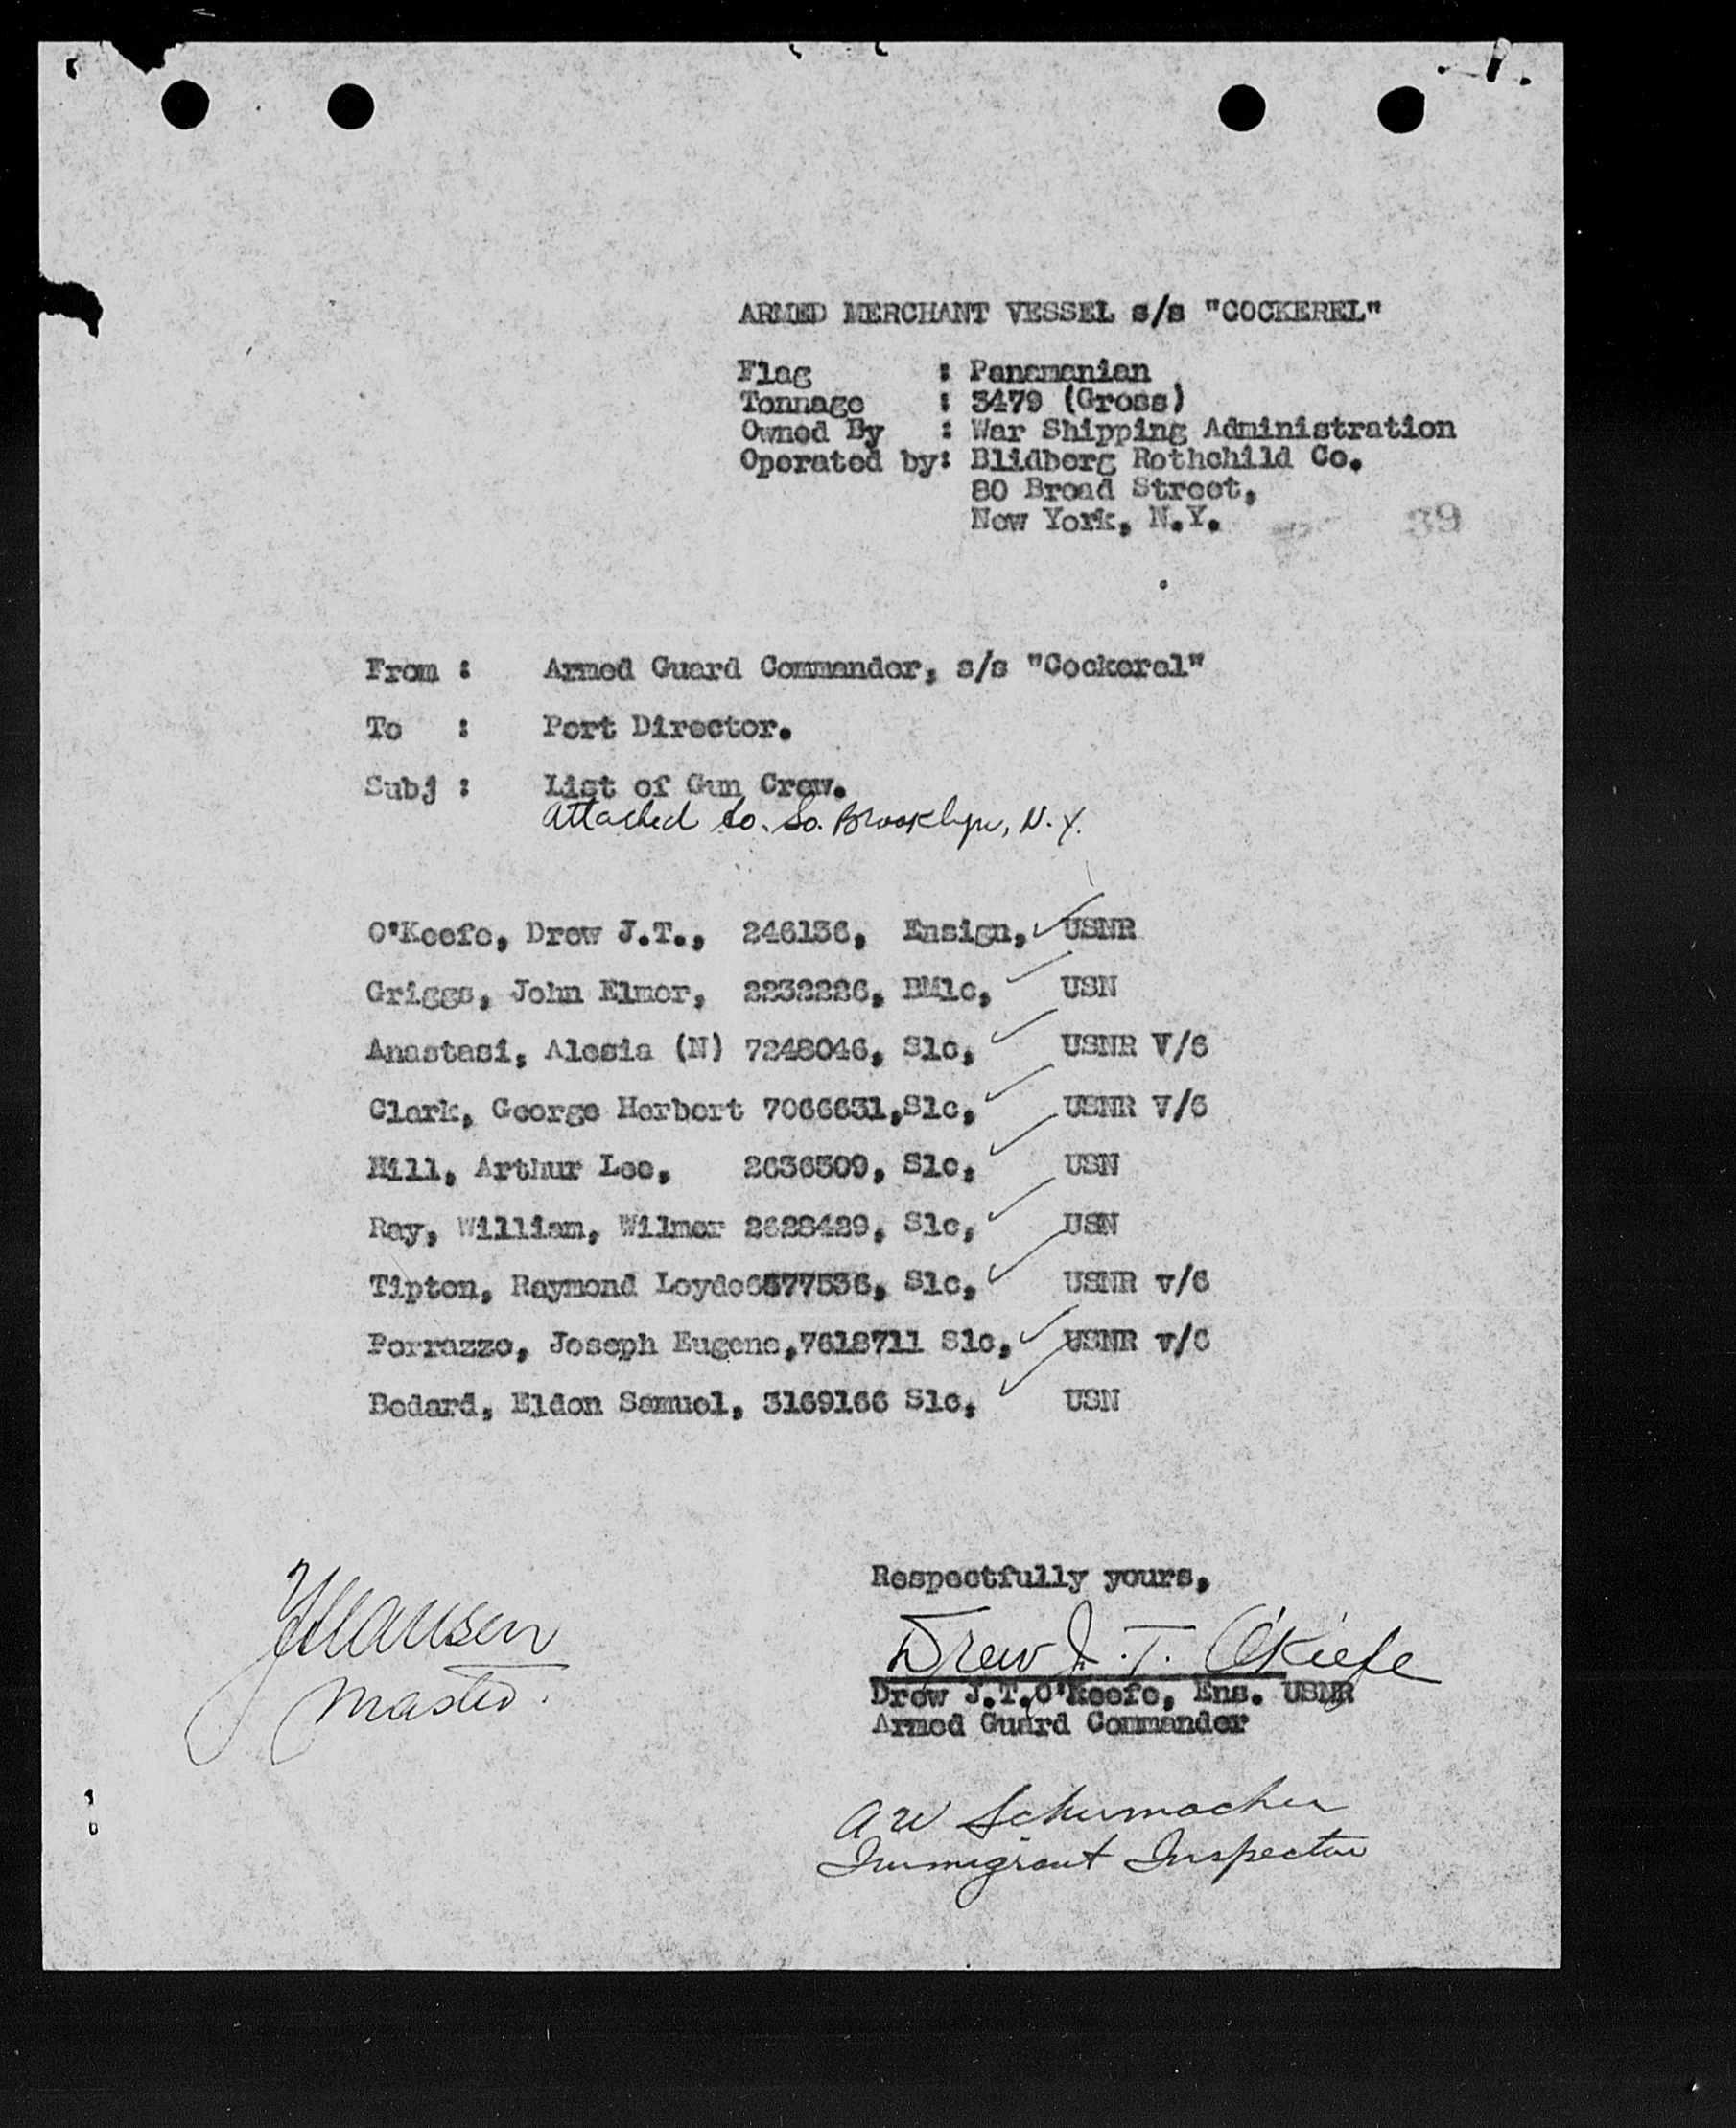 ARMED MERCHANT VESSEL s/s "COCKEREL"
Flag : Panamanian
Tonnage : 3479 (Gross)
Owned By : War Shipping Administration
Operated by: Blidberg Rothchild Co.
80 Broad Street,
New York, N.Y.
39
From : Armed Guard Commander, s/s "Cockerel"
To : Port Director.
Subj : List of Gun Crew.
Attached to. So. Brooklyn, N.Y.
O'Keefe, Drew J.T., 246136, Ensign, USNR
Griggs, John Elmer, 2232226, BM1c, USN
Anastasi, Alesia (N) 7248046, S1c, USNR V/6
Clark, George Herbert 7066631, S1c, USNR V/6
Hill, Arthur Lee, 2636309, S1c, USN
Ray, William, Wilmer 2628429, S1c, USN
Tipton, Raymond Loyde 6577536, S1c, USNR v/6
Porrazzo, Joseph Eugene, 7618711 S1c, USNR v/6
Bedard, Eldon Samuel, 3169166 S1c, USN
Respectfully yours,
Drew J.T. O'Keefe
Drew J.T.O'Keefe, Ens. USNR
Master.
Armed Guard Commander
A W Schumacher
Immigrant Inspector